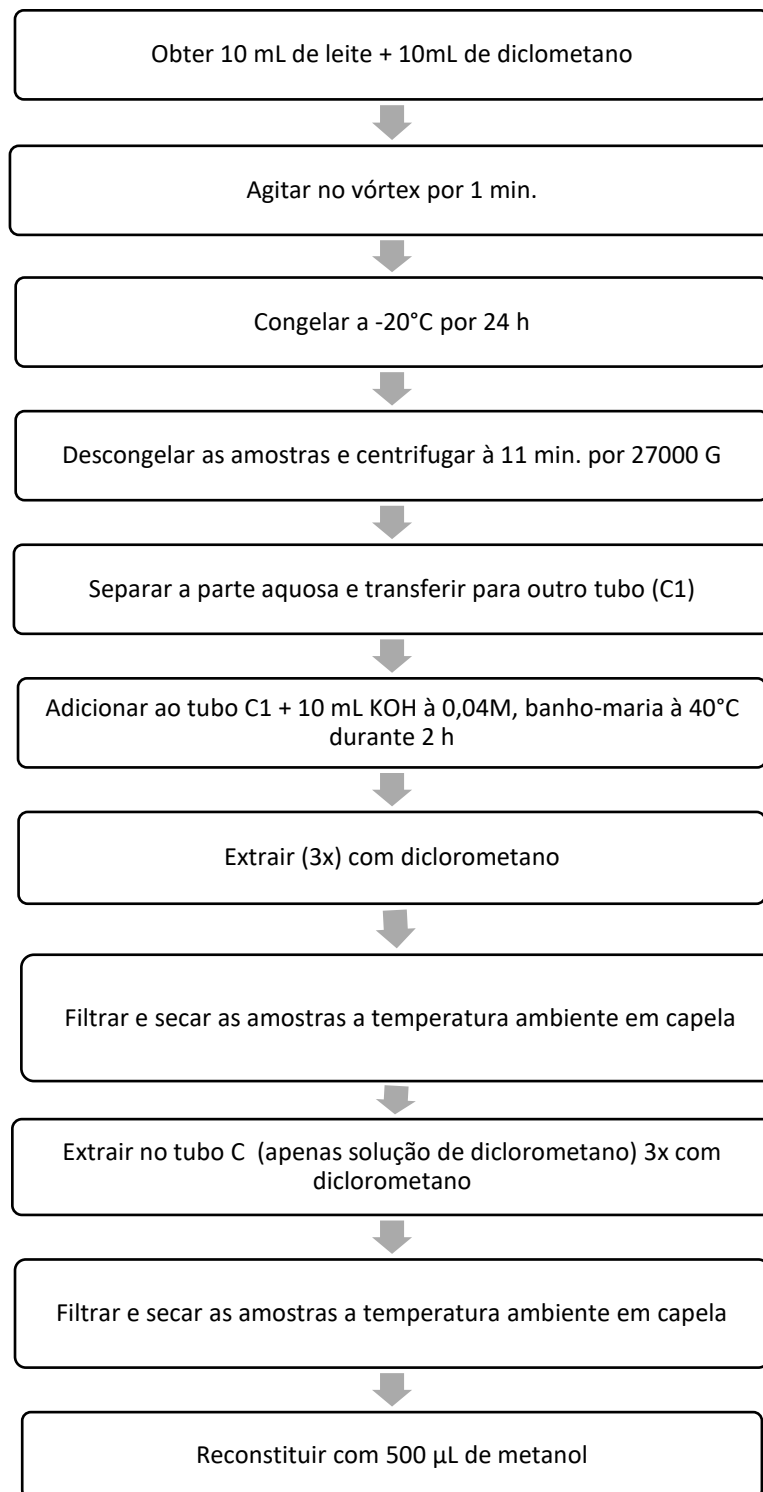 Obter 10 mL de leite + 10mL de diclometano
Agitar no vórtex por 1 min.
Congelar a -20°C por 24 h
Descongelar as amostras e centrifugar à 11 min. por 27000 G
Separar a parte aquosa e transferir para outro tubo (C1)
Adicionar ao tubo C1 + 10 mL KOH à 0,04M, banho-maria à 40°C
durante 2 h
Extrair (3x) com diclorometano
Filtrar e secar as amostras a temperatura ambiente em capela
Extrair no tubo C (apenas solução de diclorometano) 3x com
diclorometano
Filtrar e secar as amostras a temperatura ambiente em capela
Reconstituir com 500 µL de metanol